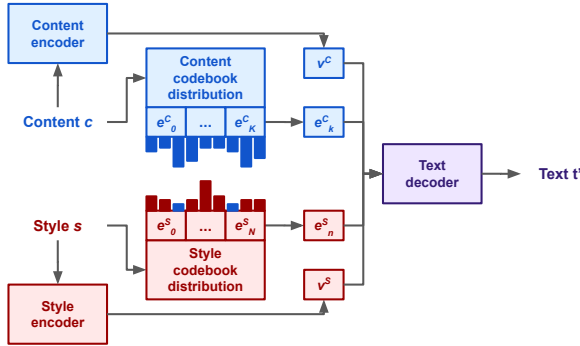 Content
encoder
Content
codebook
distribution
v^C
Content c
e^C_0 ... e^C_K
e^C_k
Text
decoder
Text t'
Style s
e^S_0 ... e^S_N
e^S_n
Style
codebook
distribution
v^S
Style
encoder